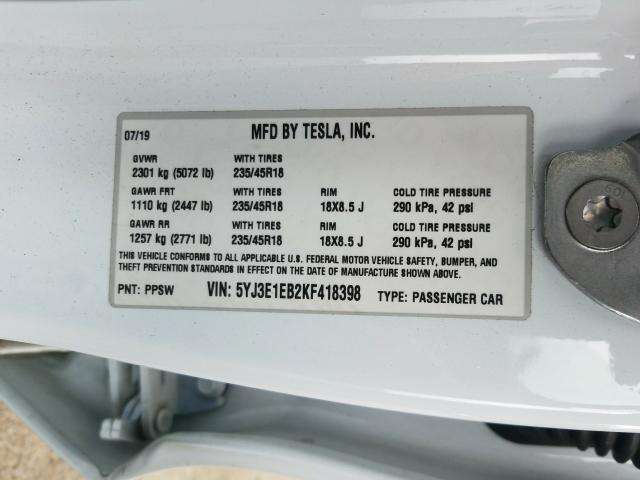 07/19 MFD BY TESLA, INC.
GVWR WITH TIRES
2301 kg (5072 lb) 235/45R18
GAWR FRT WITH TIRES RIM COLD TIRE PRESSURE
1110 kg (2447 lb) 235/45R18 18X8.5 J 290 kPa, 42 psi
GAWR RR WITH TIRES RIM COLD TIRE PRESSURE
1257 kg (2771 lb) 235/45R18 18X8.5 J 290 kPa, 42 psi
THIS VEHICLE CONFORMS TO ALL APPLICABLE U.S. FEDERAL MOTOR VEHICLE SAFETY, BUMPER, AND
THEFT PREVENTION STANDARDS IN EFFECT ON THE DATE OF MANUFACTURE SHOWN ABOVE.
PNT: PPSW VIN: 5YJ3E1EB2KF418398 TYPE: PASSENGER CAR